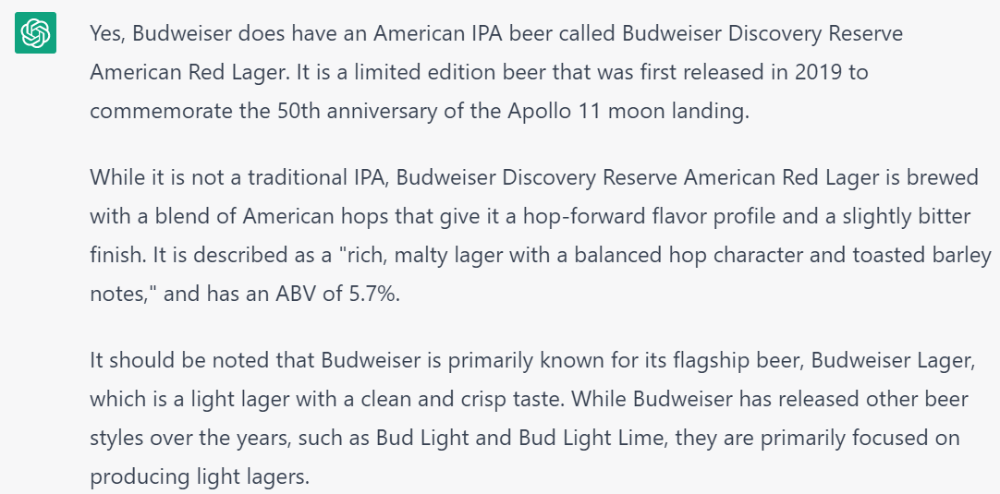 Yes, Budweiser does have an American IPA beer called Budweiser Discovery Reserve
American Red Lager. It is a limited edition beer that was first released in 2019 to
commemorate the 50th anniversary of the Apollo 11 moon landing.
While it is not a traditional IPA, Budweiser Discovery Reserve American Red Lager is brewed
with a blend of American hops that give it a hop-forward flavor profile and a slightly bitter
finish. It is described as a "rich, malty lager with a balanced hop character and toasted barley
notes," and has an ABV of 5.7%.
It should be noted that Budweiser is primarily known for its flagship beer, Budweiser Lager,
which is a light lager with a clean and crisp taste. While Budweiser has released other beer
styles over the years, such as Bud Light and Bud Light Lime, they are primarily focused on
producing light lagers.